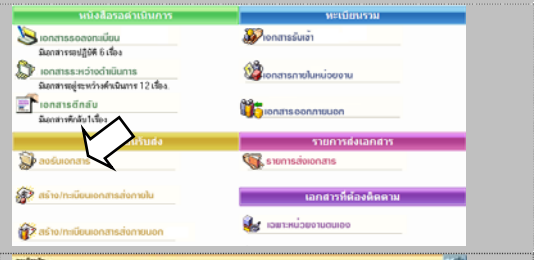 หนังสือรอดำเนินการ
เอกสารรอลงทะเบียน
มีเอกสารรอปฏิบัติ 6 เรื่อง
เอกสารระหว่างดำเนินการ
มีเอกสารอยู่ระหว่างดำเนินการ 12 เรื่อง.
เอกสารตีกลับ
มีเอกสารตีกลับ 1 เรื่อง
ทะเบียนรวม
เอกสารรับเข้า
เอกสารภายในหน่วยงาน
เอกสารออกภายนอก
รับส่ง
ลงรับเอกสาร
สร้าง/ทะเบียนเอกสารส่งภายใน
สร้าง/ทะเบียนเอกสารส่งภายนอก
รายการส่งเอกสาร
รายการส่งเอกสาร
เอกสารที่ต้องติดตาม
เฉพาะหน่วยงานตนเอง